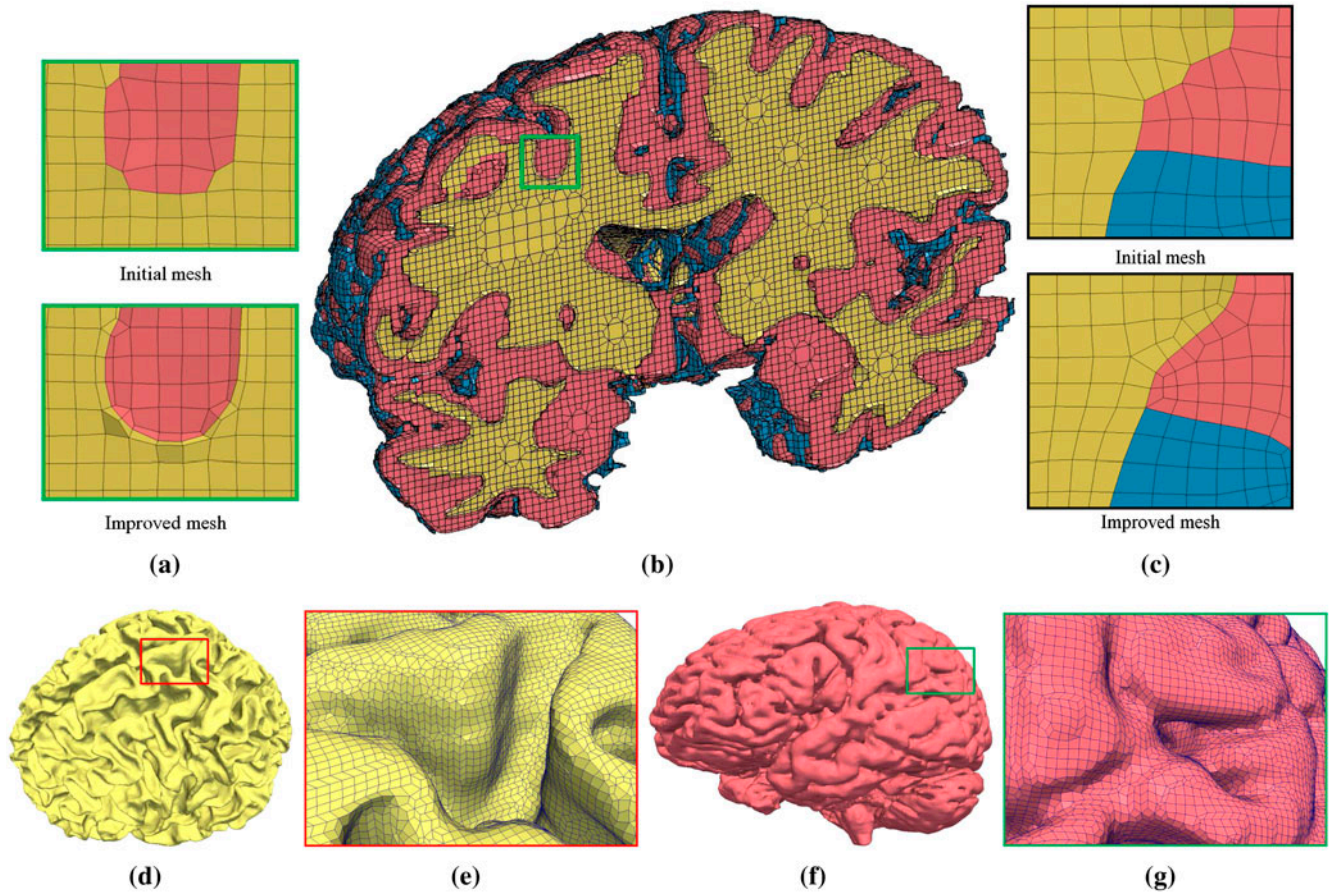 Initial mesh
Improved mesh
(a)
(b)
Initial mesh
Improved mesh
(c)
(d)
(e)
(f)
(g)